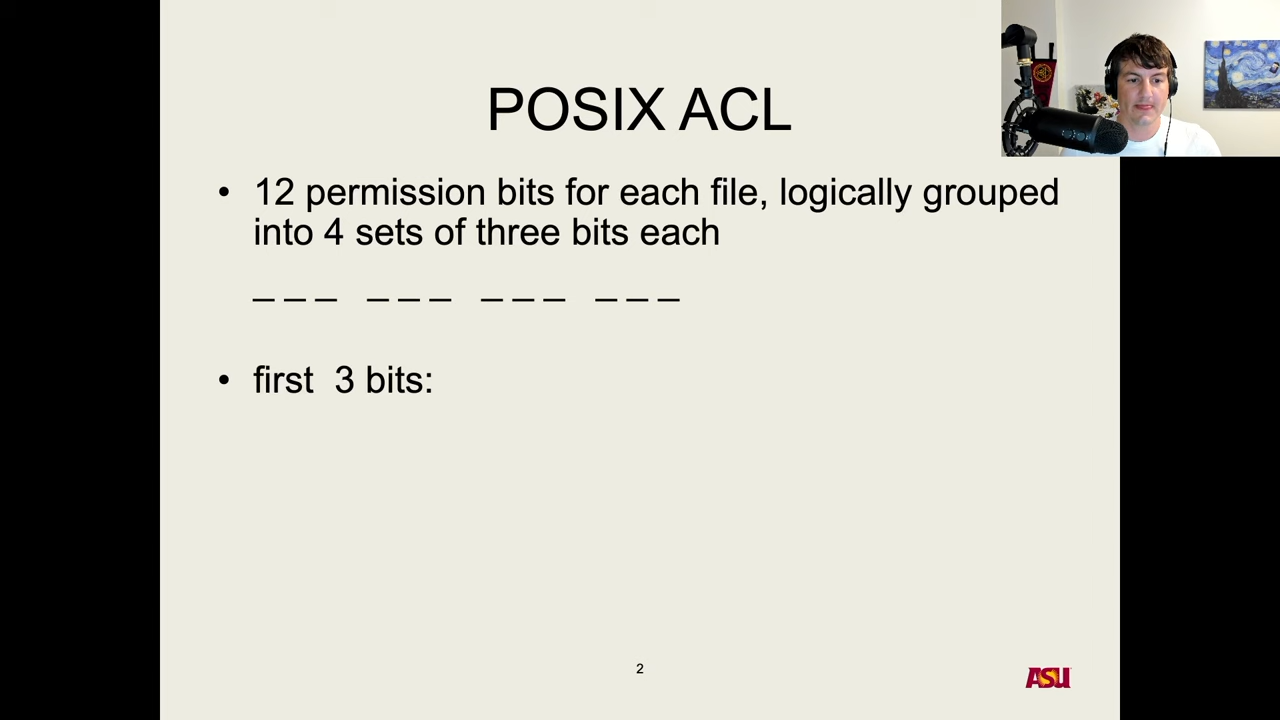 POSIX ACL
• 12 permission bits for each file, logically grouped
into 4 sets of three bits each
_ _ _  _ _ _  _ _ _  _ _ _
• first  3 bits:
2
ASU